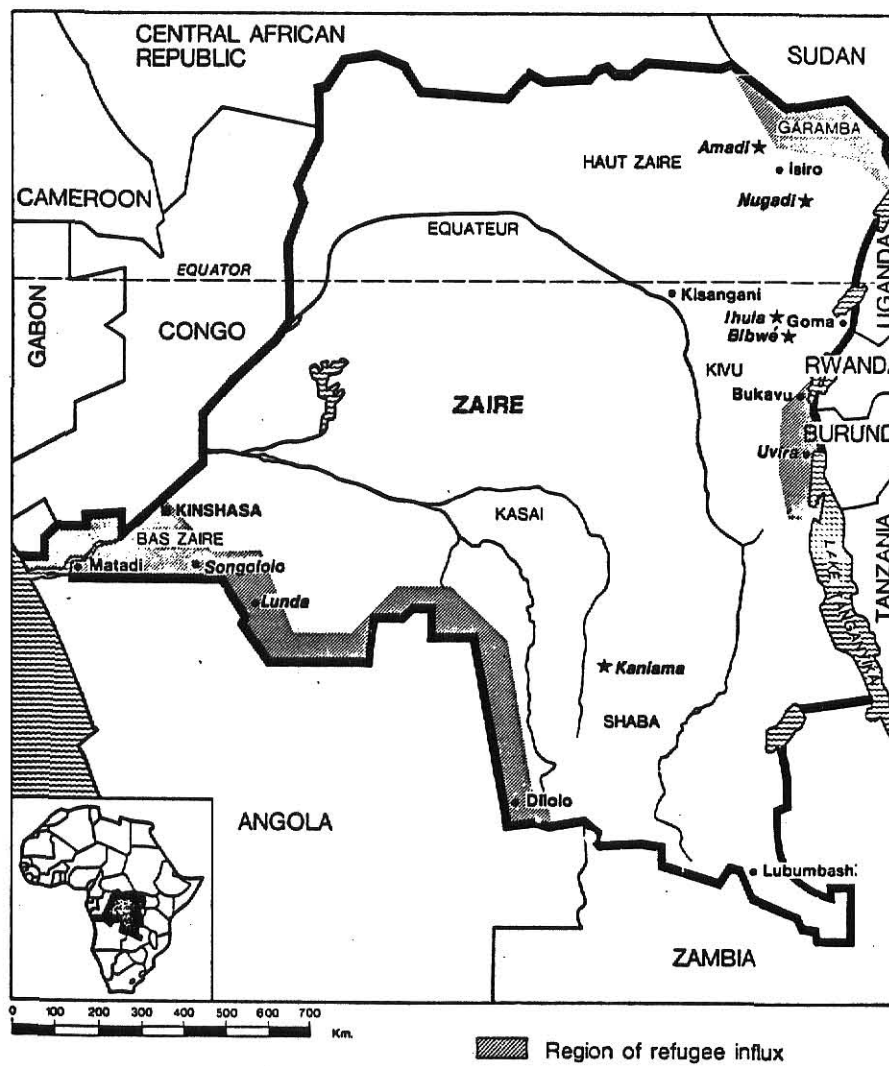 CENTRAL AFRICAN
REPUBLIC
SUDAN
GARAMBA
Amadi
Isiro
HAUT ZAIRE
Nugadi
CAMEROON
EQUATEUR
UGANDA
EQUATOR
Kisangani
Ihula
Goma
Bibwé
GABON
CONGO
KIVU
RWANDA
ZAIRE
Bukavu
BURUND
Uvira
KINSHASA
KASAI
BAS ZAIRE
Matadi
Songololo
LAKE TANGANYIKA
TANZANIA
Lunda
Kaniama
SHABA
Dilolo
ANGOLA
Lubumbashi
ZAMBIA
0 100 200 300 400 500 600 700
Km.
Region of refugee influx